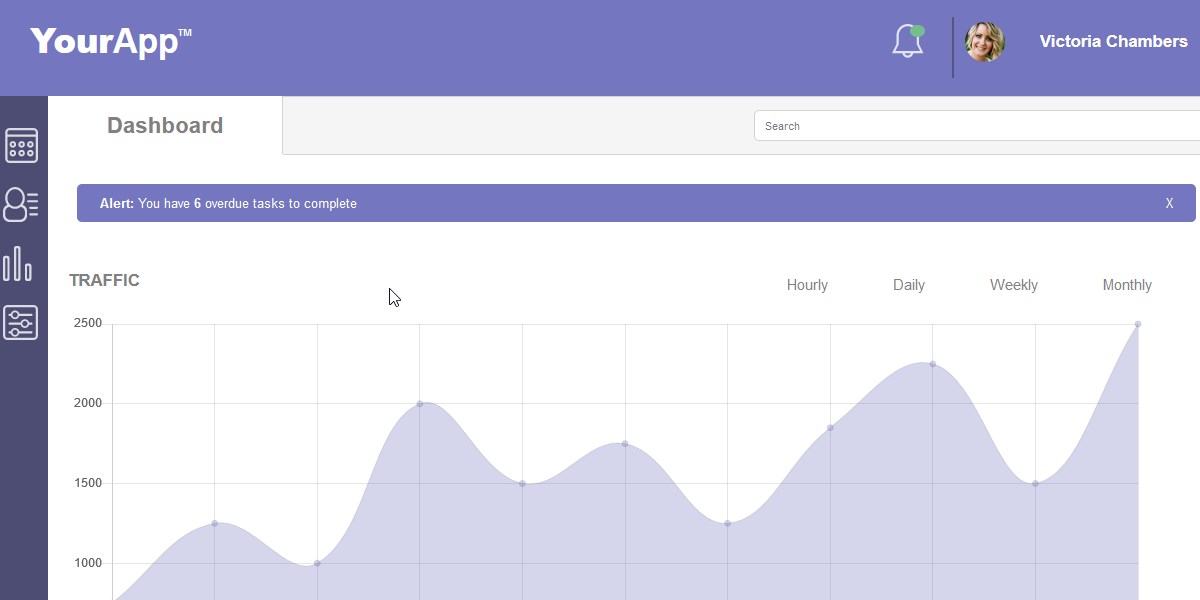 YourApp™
Victoria Chambers
Dashboard
Search
Alert: You have 6 overdue tasks to complete X
TRAFFIC
Hourly Daily Weekly Monthly
2500
2000
1500
1000